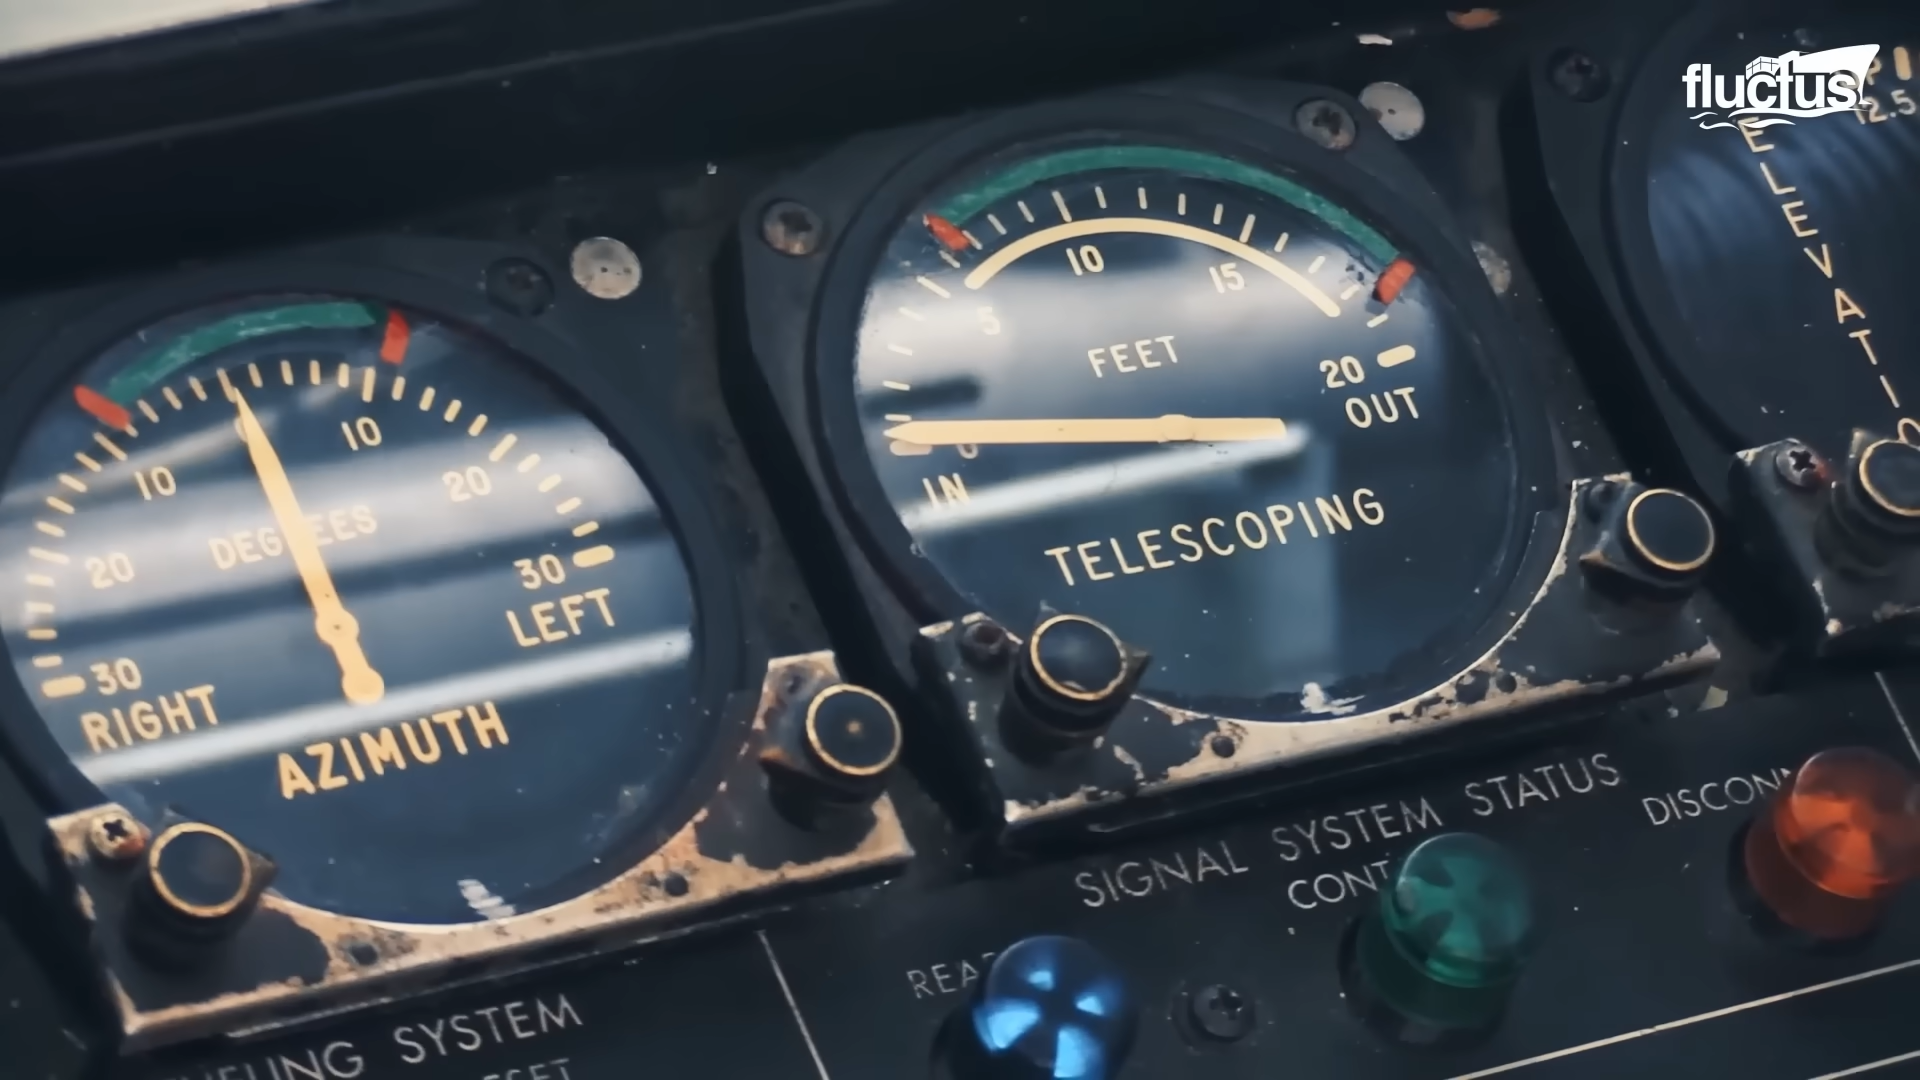 fluctus
10
10
20
20
30
30
DEGREES
RIGHT
LEFT
AZIMUTH
5
10
15
20
0
FEET
IN
OUT
TELESCOPING
12.5
ELEVATIO
SIGNAL SYSTEM STATUS
CONT
DISCON
REA
SYSTEM